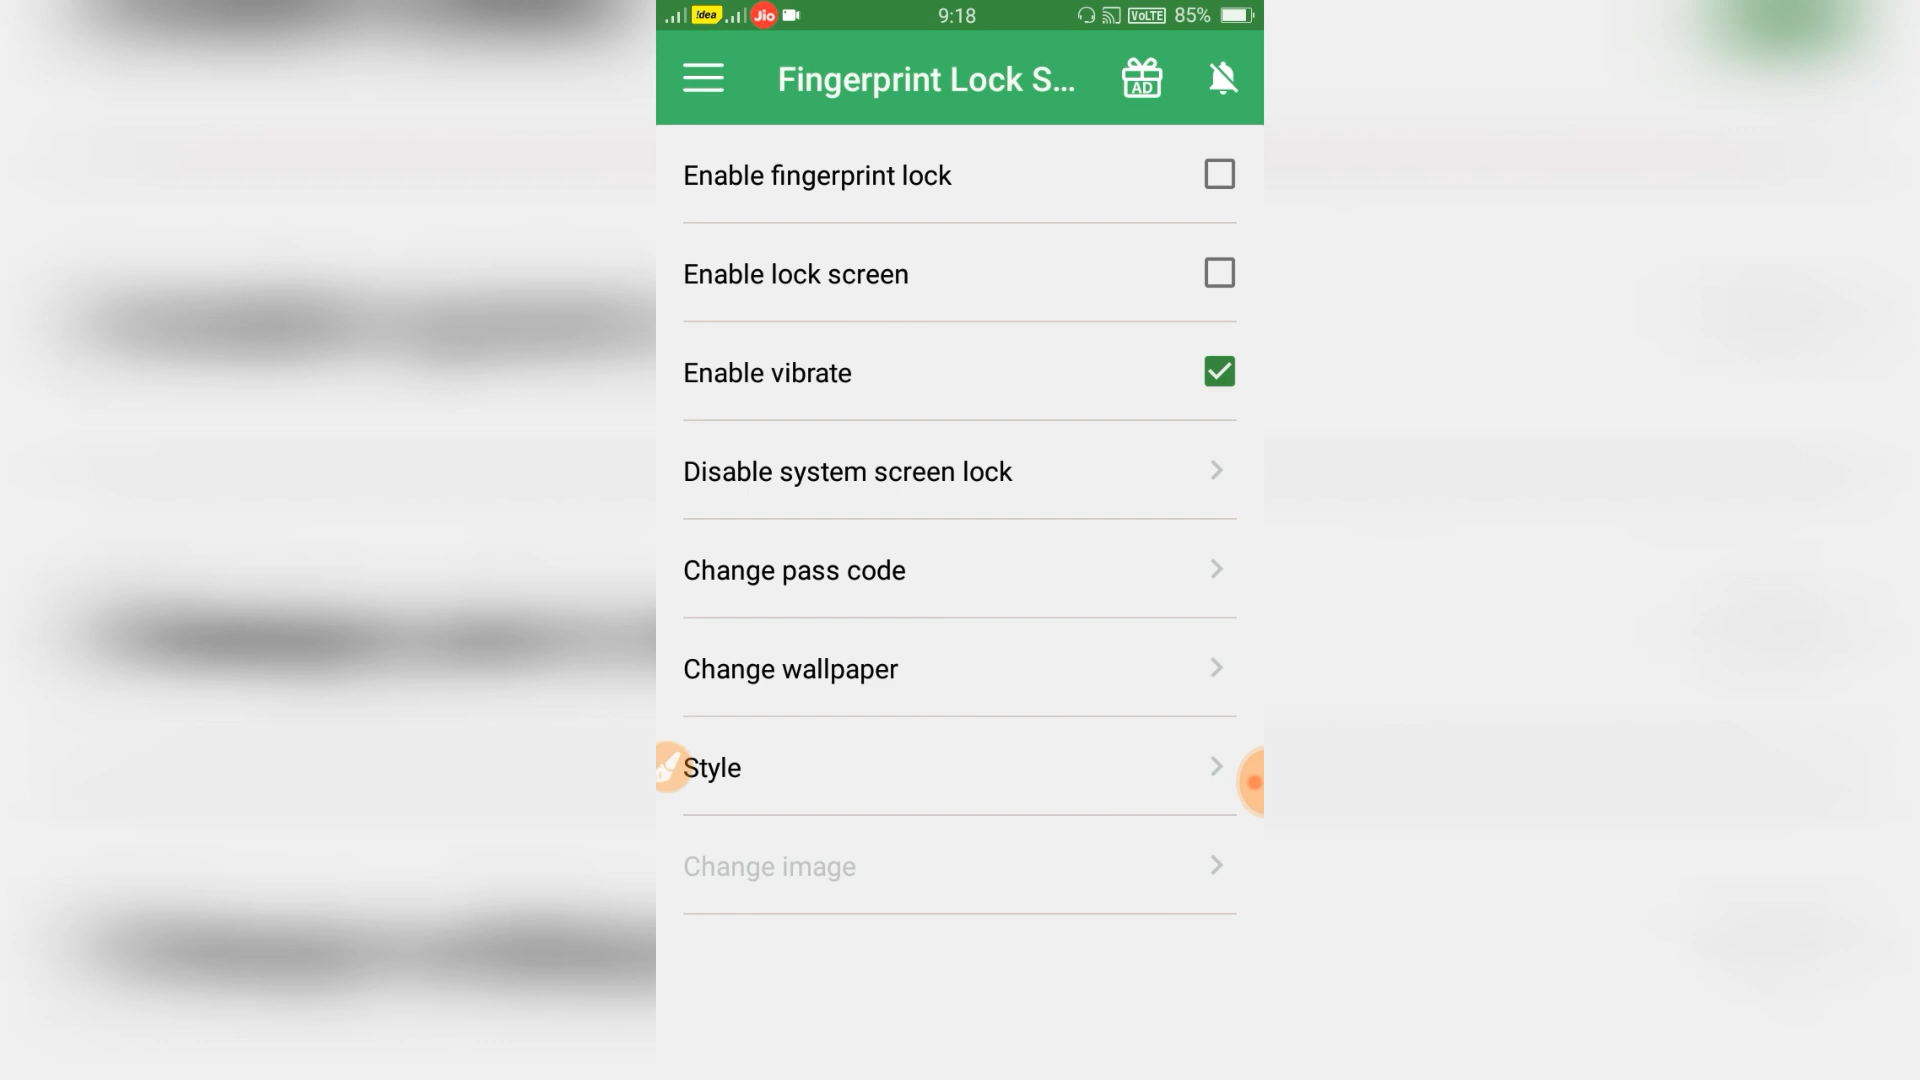 !dea Jio 9:18 VoLTE 85%
Fingerprint Lock S...
AD
Enable fingerprint lock
Enable lock screen
Enable vibrate
Disable system screen lock
Change pass code
Change wallpaper
Style
Change image